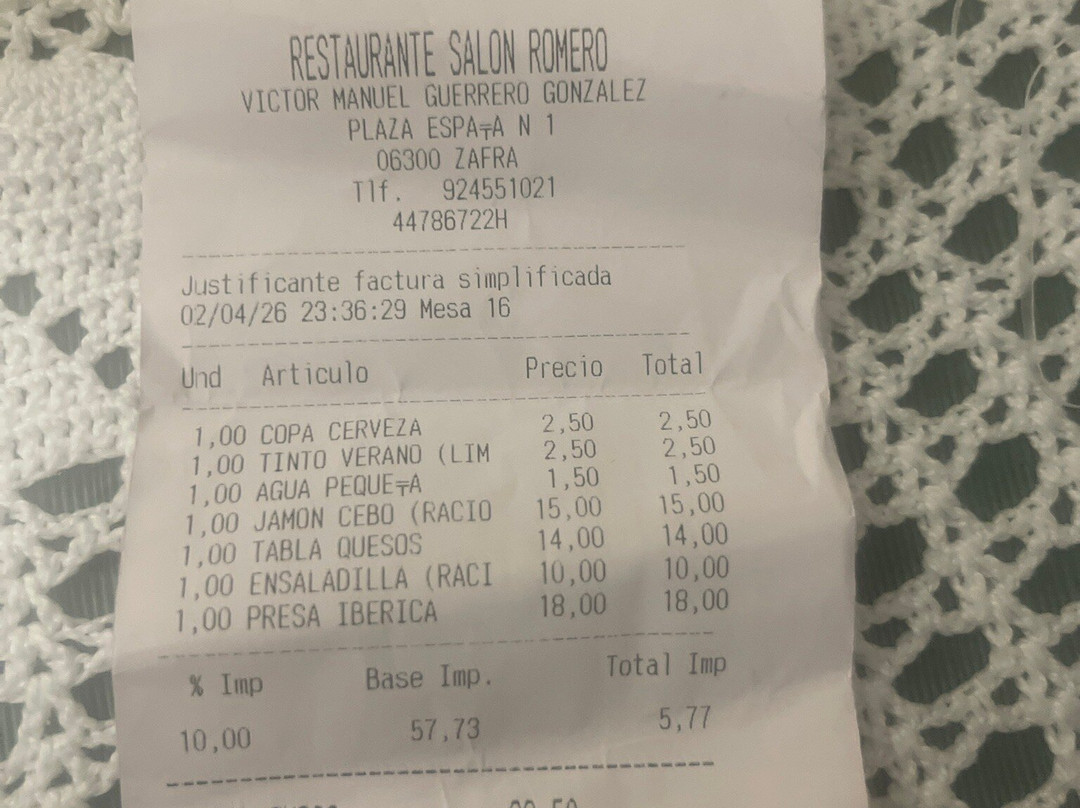 RESTAURANTE SALON ROMERO
VICTOR MANUEL GUERRERO GONZALEZ
PLAZA ESPA╤A N 1
06300 ZAFRA
Tlf. 924551021
44786722H
Justificante factura simplificada
02/04/26 23:36:29 Mesa 16
Und Articulo Precio Total
1,00 COPA CERVEZA 2,50 2,50
1,00 TINTO VERANO (LIM 2,50 2,50
1,00 AGUA PEQUE╤A 1,50 1,50
1,00 JAMON CEBO (RACIO 15,00 15,00
1,00 TABLA QUESOS 14,00 14,00
1,00 ENSALADILLA (RACI 10,00 10,00
1,00 PRESA IBERICA 18,00 18,00
% Imp Base Imp. Total Imp
10,00 57,73 5,77